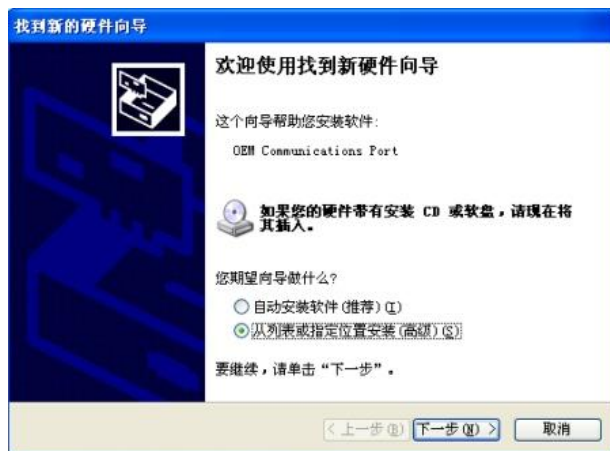 找到新的硬件向导
欢迎使用找到新硬件向导
这个向导帮助您安装软件:
OEM Communications Port
如果您的硬件带有安装 CD 或软盘，请现在将
其插入。
您期望向导做什么?
自动安装软件(推荐)(I)
从列表或指定位置安装(高级)(S)
要继续，请单击“下一步”。
< 上一步(B) 下一步(N) > 取消